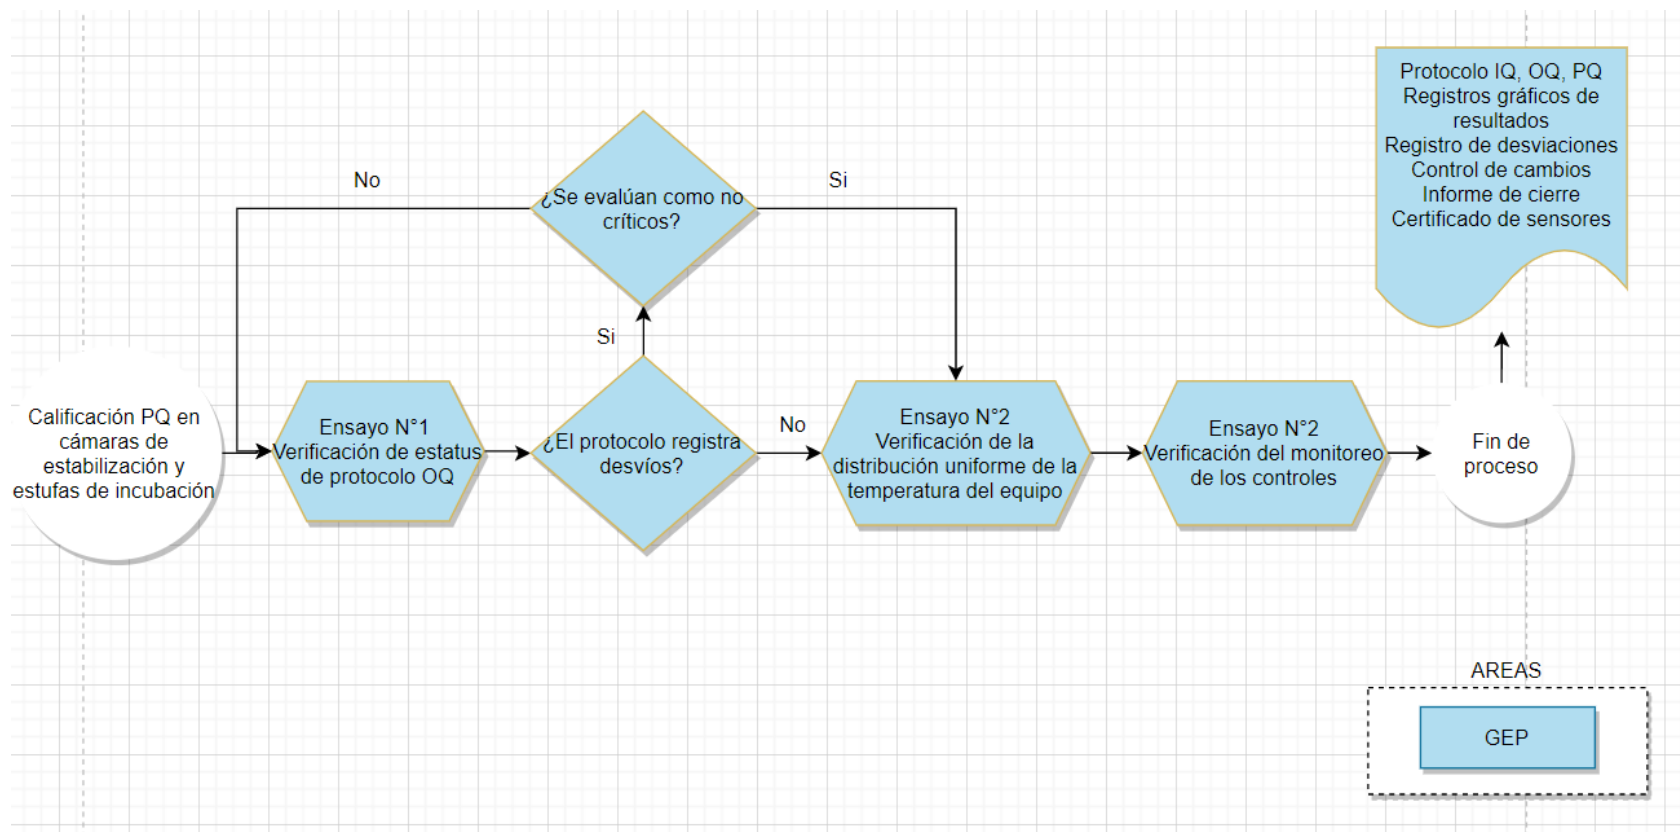 Protocolo IQ, OQ, PQ
Registros gráficos de
resultados
Registro de desviaciones
Control de cambios
Informe de cierre
Certificado de sensores
No
¿Se evalúan como no
críticos?
Si
Si
Calificación PQ en
cámaras de
estabilización y
estufas de incubación
Ensayo N°1
Verificación de estatus
de protocolo OQ
¿El protocolo registra
desvíos?
No
Ensayo N°2
Verificación de la
distribución uniforme de la
temperatura del equipo
Ensayo N°2
Verificación del monitoreo
de los controles
Fin de
proceso
AREAS
GEP